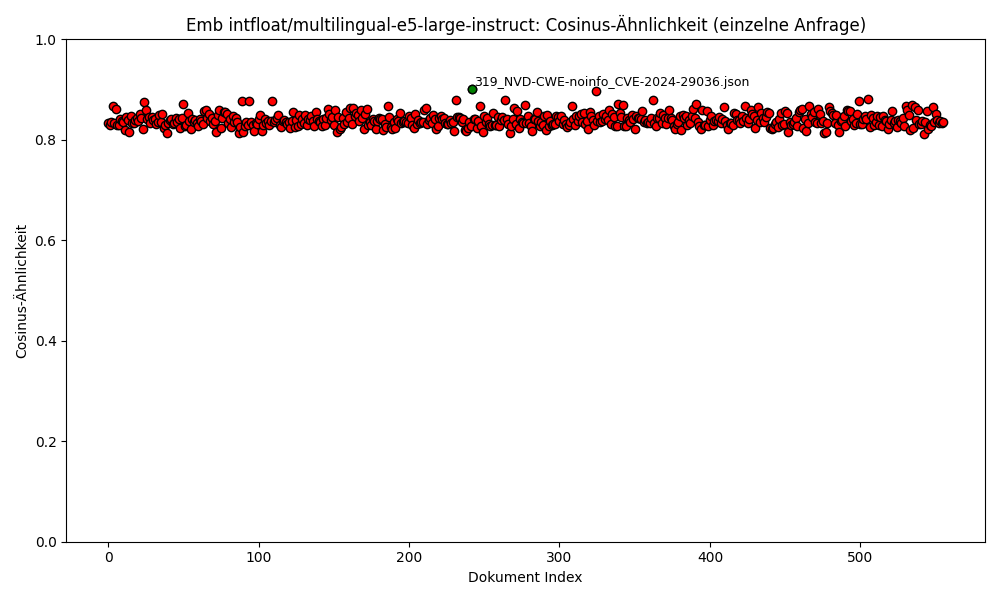 Emb intfloat/multilingual-e5-large-instruct: Cosinus-Ähnlichkeit (einzelne Anfrage)
1.0
319_NVD-CWE-noinfo_CVE-2024-29036.json
0.8
0.6
Cosinus-Ähnlichkeit
0.4
0.2
0.0
0 100 200 300 400 500
Dokument Index